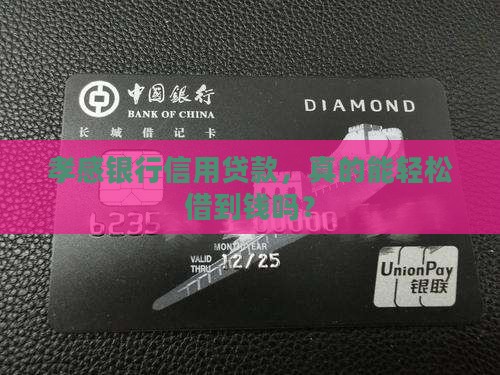 中国银行
BANK OF CHINA
DIAMOND
长城借记卡
孝感银行信用贷款，真的能轻松
借到钱吗？
6235
0000
MONTH/YEAR
VALID
THRU
12/25
UnionPay
银联